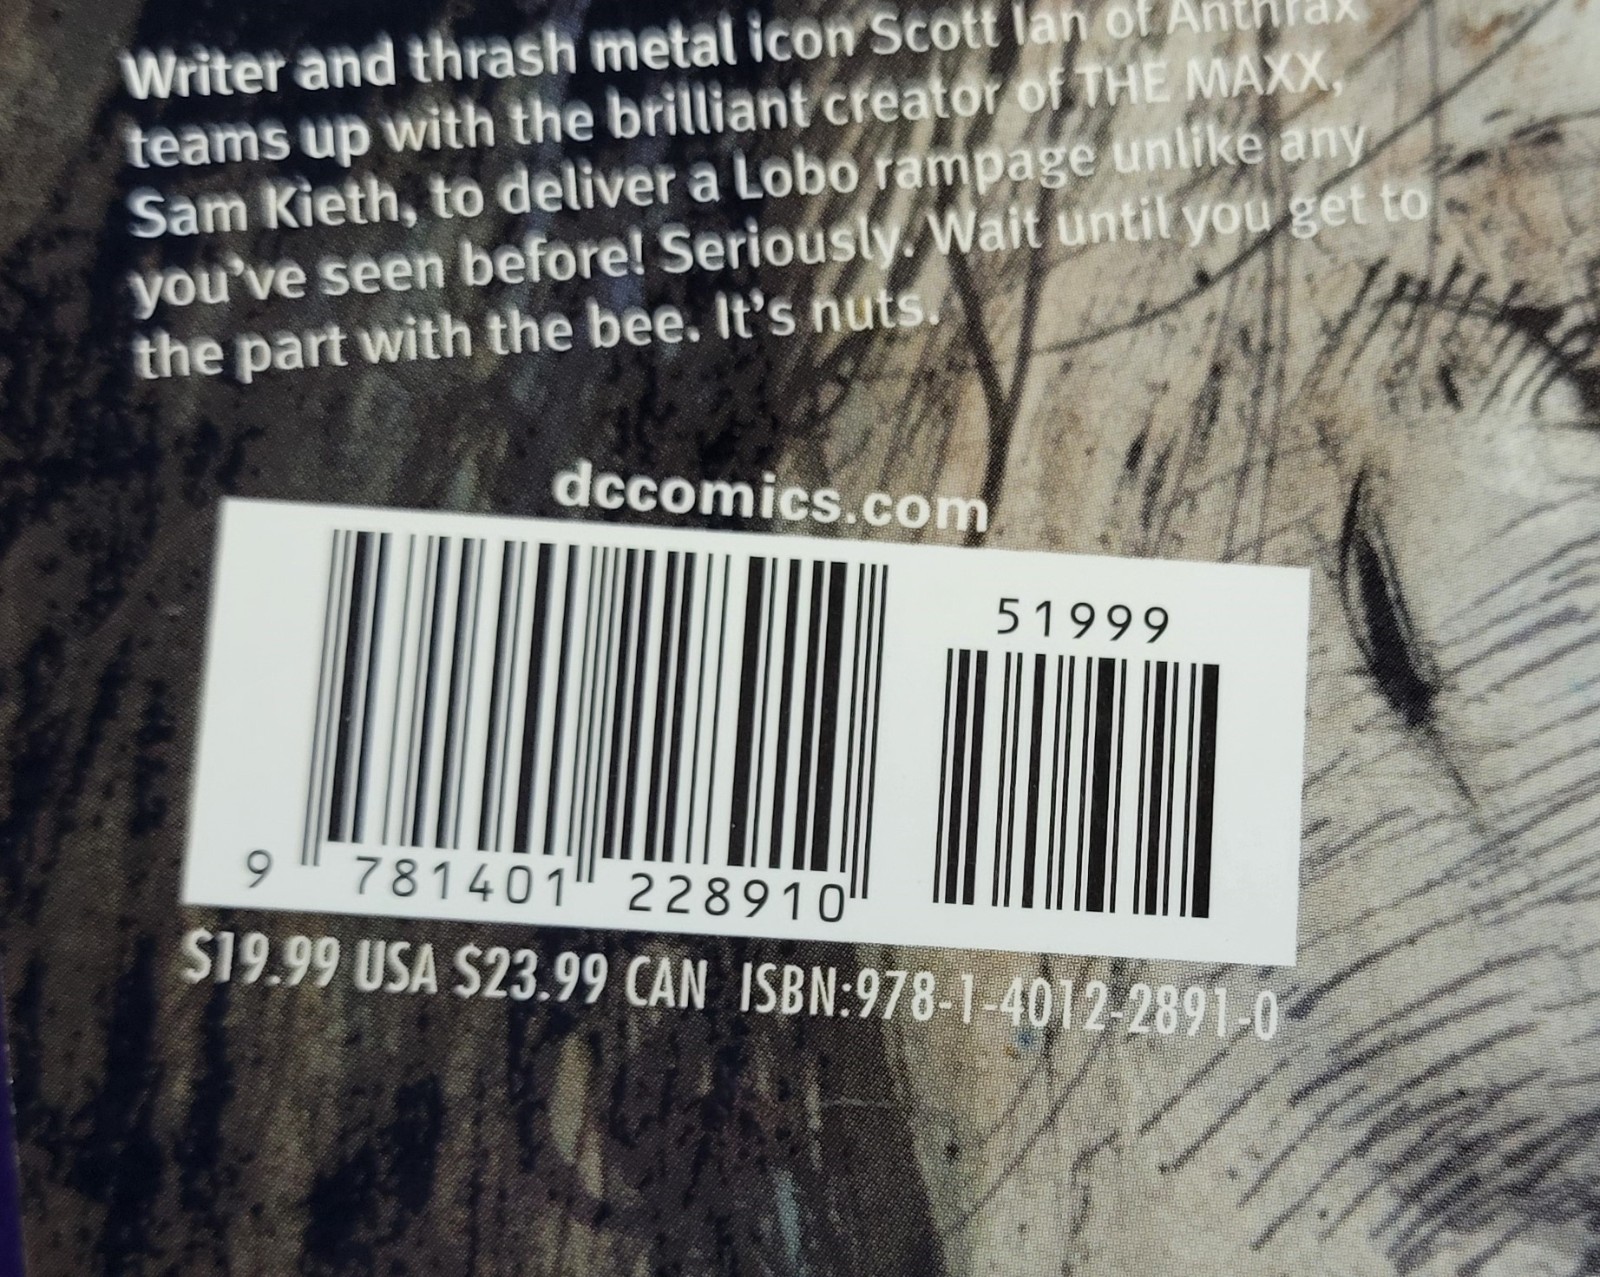 Writer and thrash metal icon Scott Ian of Anthrax
teams up with the brilliant creator of THE MAXX,
Sam Kieth, to deliver a Lobo rampage unlike any
you've seen before! Seriously. Wait until you get to
the part with the bee. It's nuts.
dccomics.com
51999
9 781401 228910
$19.99 USA $23.99 CAN ISBN:978-1-4012-2891-0